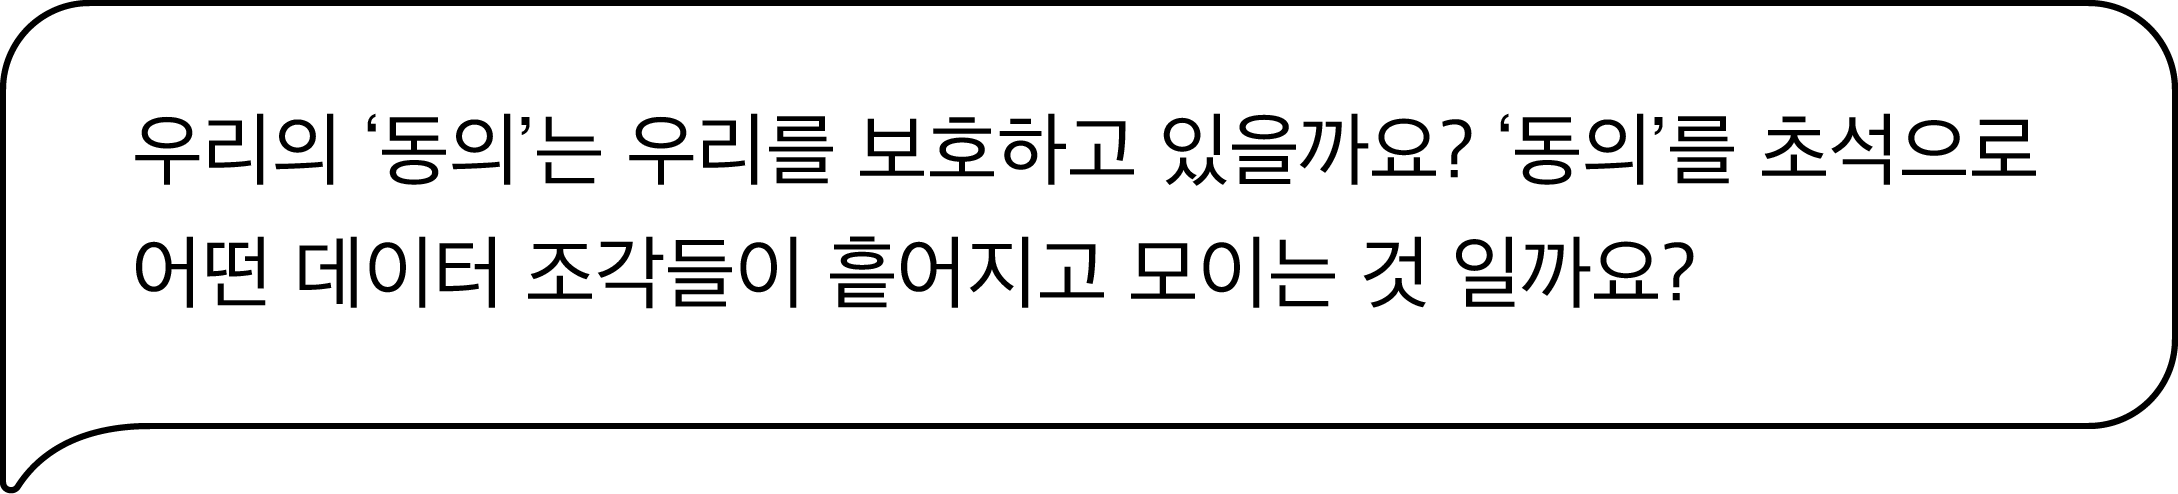 우리의 ‘동의’는 우리를 보호하고 있을까요? ‘동의’를 초석으로
어떤 데이터 조각들이 흩어지고 모이는 것 일까요?